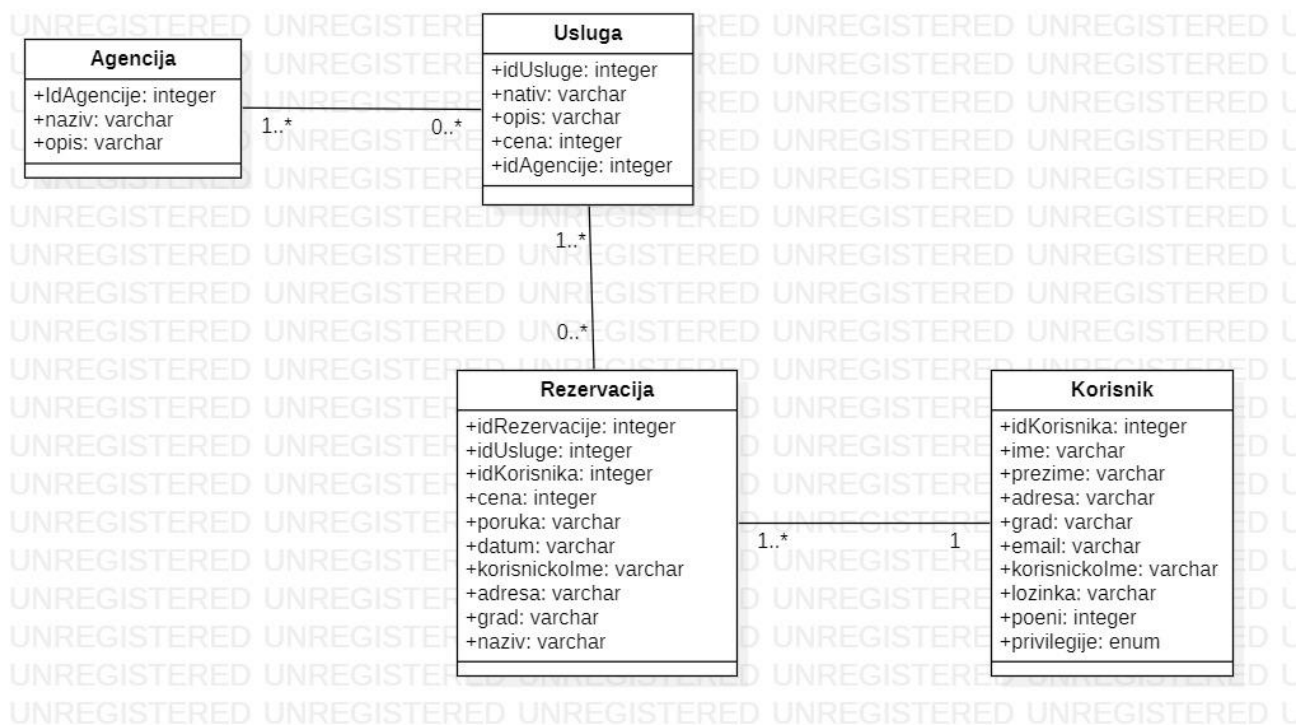 Agencija
+IdAgencije: integer
+naziv: varchar
+opis: varchar
1..*
0..*
Usluga
+idUsluge: integer
+nativ: varchar
+opis: varchar
+cena: integer
+idAgencije: integer
1..*
0..*
Rezervacija
+idRezervacije: integer
+idUsluge: integer
+idKorisnika: integer
+cena: integer
+poruka: varchar
+datum: varchar
+korisnickoIme: varchar
+adresa: varchar
+grad: varchar
+naziv: varchar
1..*
1
Korisnik
+idKorisnika: integer
+ime: varchar
+prezime: varchar
+adresa: varchar
+grad: varchar
+email: varchar
+korisnickoIme: varchar
+lozinka: varchar
+poeni: integer
+privilegije: enum
UNREGISTERED UNREGISTERED UNREGISTERED UNREGISTERED UNREGISTERED